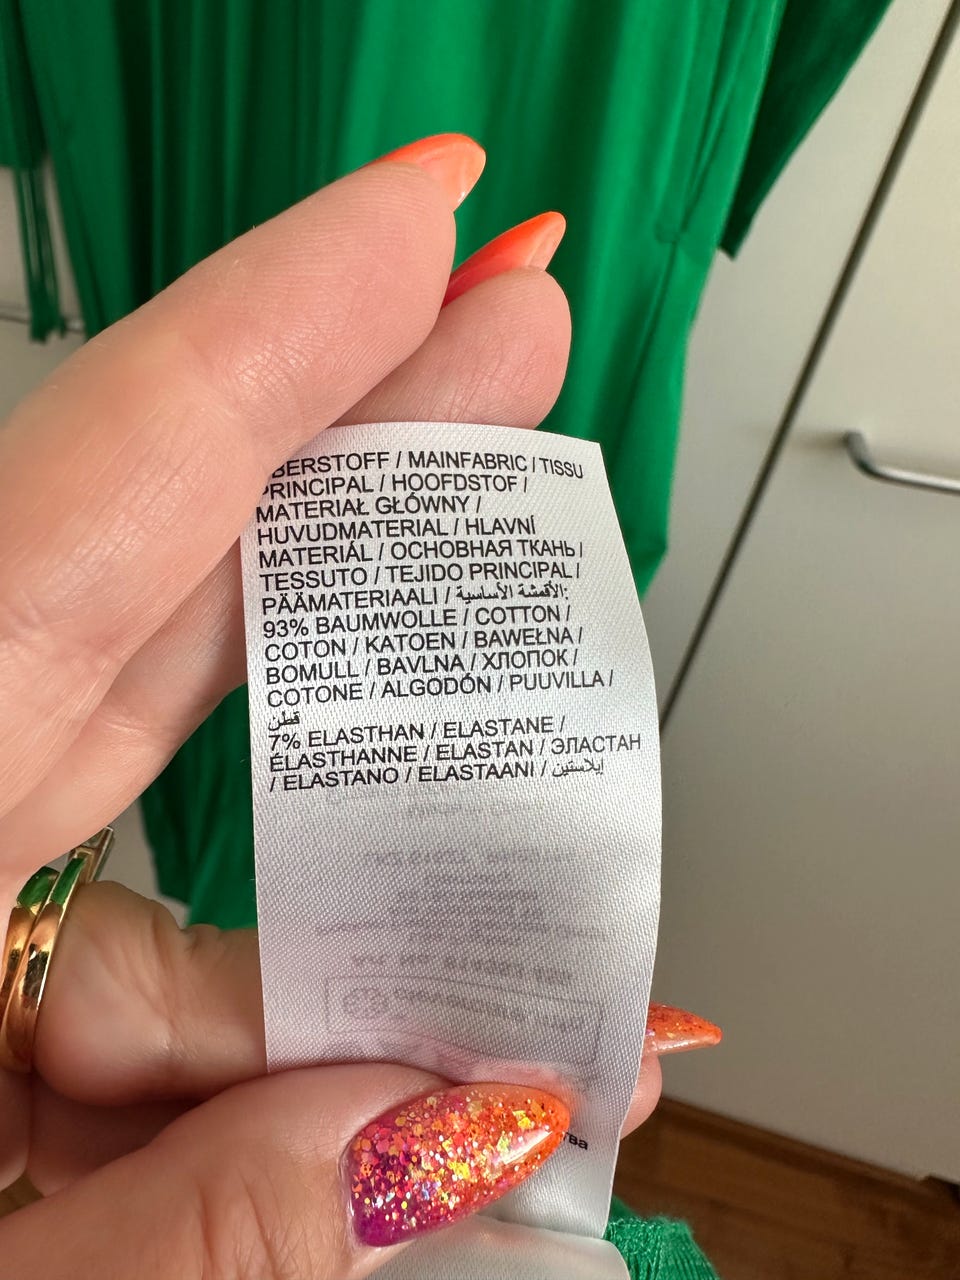 BERSTOFF / MAINFABRIC / TISSU
PRINCIPAL / HOOFDSTOF /
MATERIAŁ GŁÓWNY /
HUVUDMATERIAL / HLAVNÍ
MATERIÁL / ОСНОВНАЯ ТКАНЬ /
TESSUTO / TEJIDO PRINCIPAL /
PÄÄMATERIAALI / الأقمشة الأساسية:
93% BAUMWOLLE / COTTON /
COTON / KATOEN / BAWEŁNA /
BOMULL / BAVLNA / ХЛОПОК /
COTONE / ALGODÓN / PUUVILLA /
قطن
7% ELASTHAN / ELASTANE /
ÉLASTHANNE / ELASTAN / ЭЛАСТАН
/ ELASTANO / ELASTAANI / إيلاستين
тва